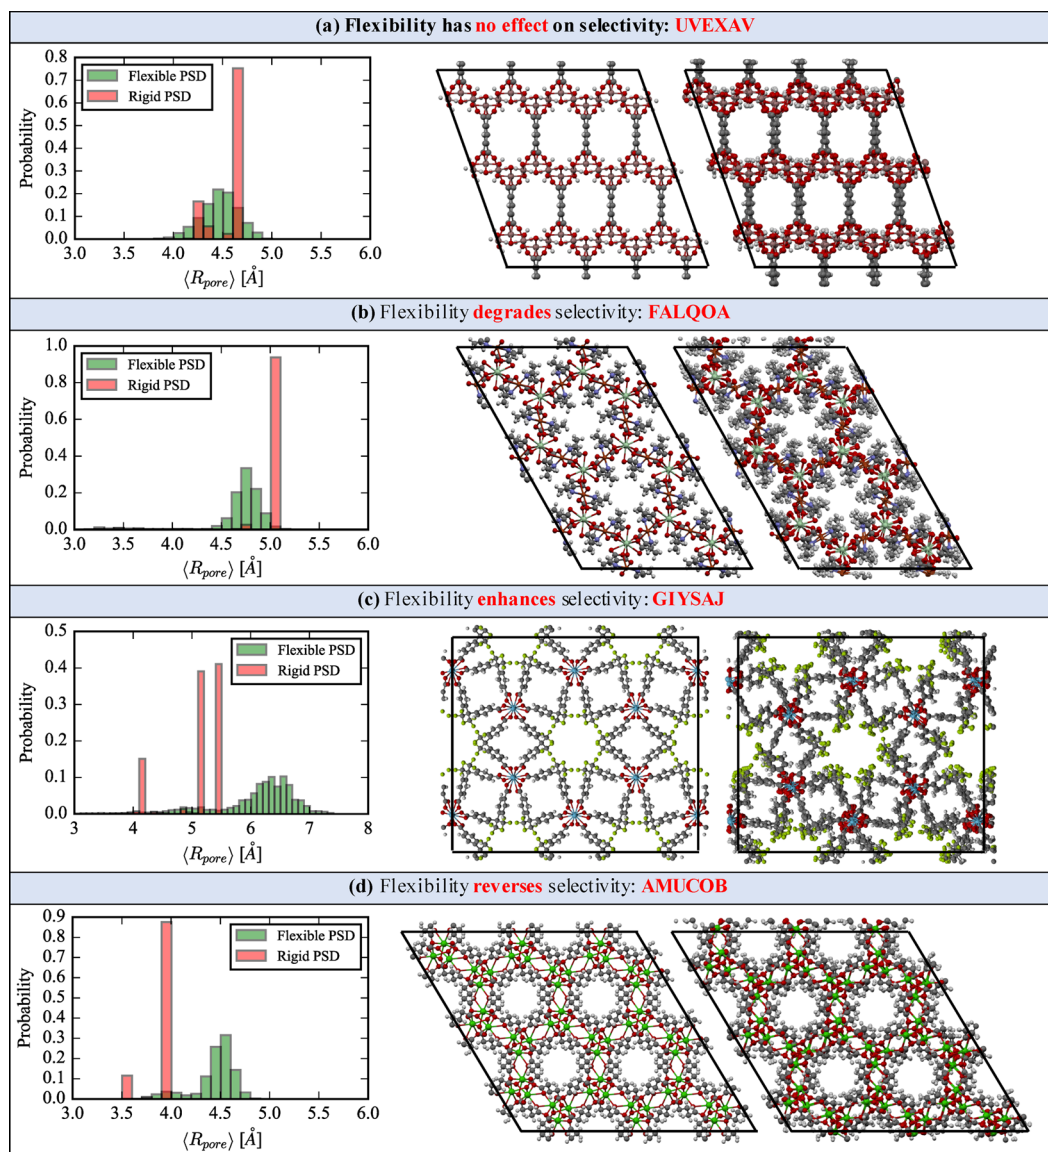 (a) Flexibility has no effect on selectivity: UVEXAV
0.8
0.7
0.6
0.5
0.4
0.3
0.2
0.1
0.0
Probability
Flexible PSD
Rigid PSD
3.0 3.5 4.0 4.5 5.0 5.5 6.0
⟨R_pore⟩ [Å]
(b) Flexibility degrades selectivity: FALQOA
1.0
0.8
0.6
0.4
0.2
0.0
Probability
Flexible PSD
Rigid PSD
3.0 3.5 4.0 4.5 5.0 5.5 6.0
⟨R_pore⟩ [Å]
(c) Flexibility enhances selectivity: GIYSAJ
0.5
0.4
0.3
0.2
0.1
0.0
Probability
Flexible PSD
Rigid PSD
3 4 5 6 7 8
⟨R_pore⟩ [Å]
(d) Flexibility reverses selectivity: AMUCOB
0.9
0.8
0.7
0.6
0.5
0.4
0.3
0.2
0.1
0.0
Probability
Flexible PSD
Rigid PSD
3.0 3.5 4.0 4.5 5.0 5.5 6.0
⟨R_pore⟩ [Å]